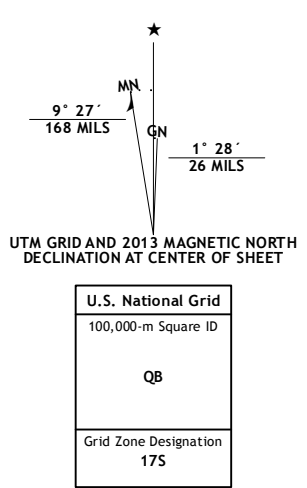 ★
MN
9° 27´
168 MILS
GN
1° 28´
26 MILS
UTM GRID AND 2013 MAGNETIC NORTH
DECLINATION AT CENTER OF SHEET
U.S. National Grid
100,000-m Square ID
QB
Grid Zone Designation
17S